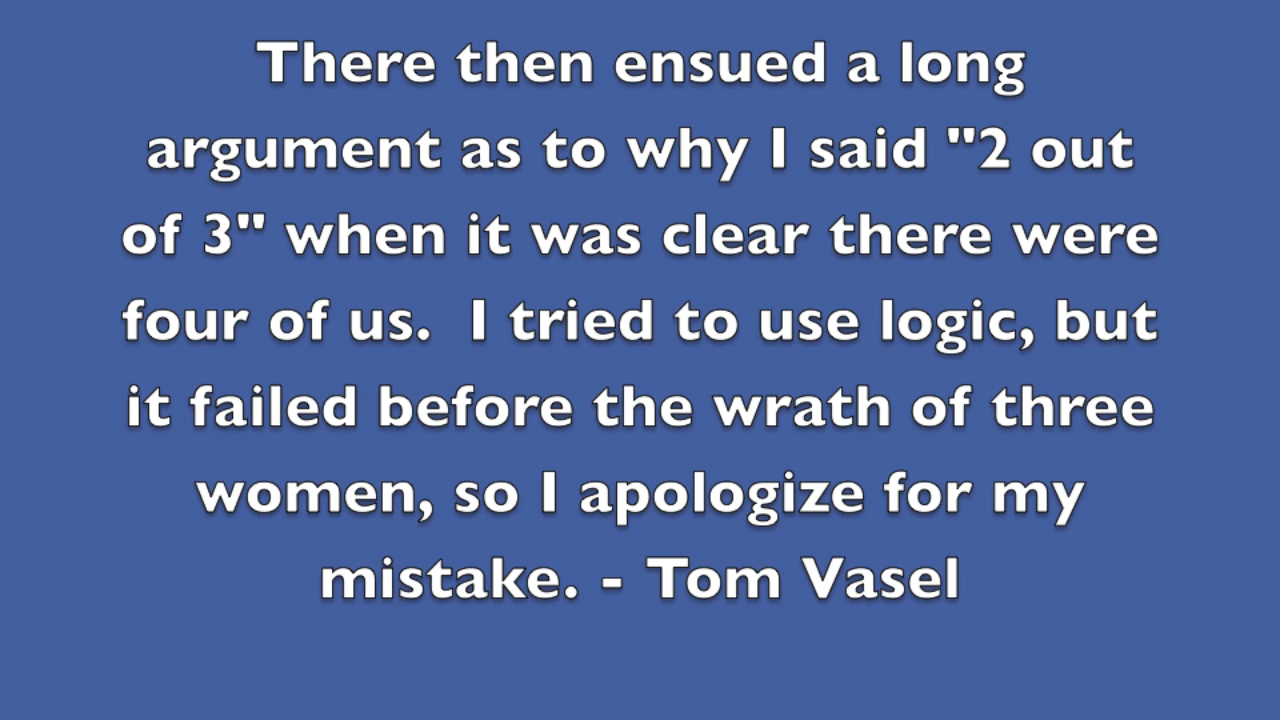 There then ensued a long
argument as to why I said "2 out
of 3" when it was clear there were
four of us.  I tried to use logic, but
it failed before the wrath of three
women, so I apologize for my
mistake. - Tom Vasel